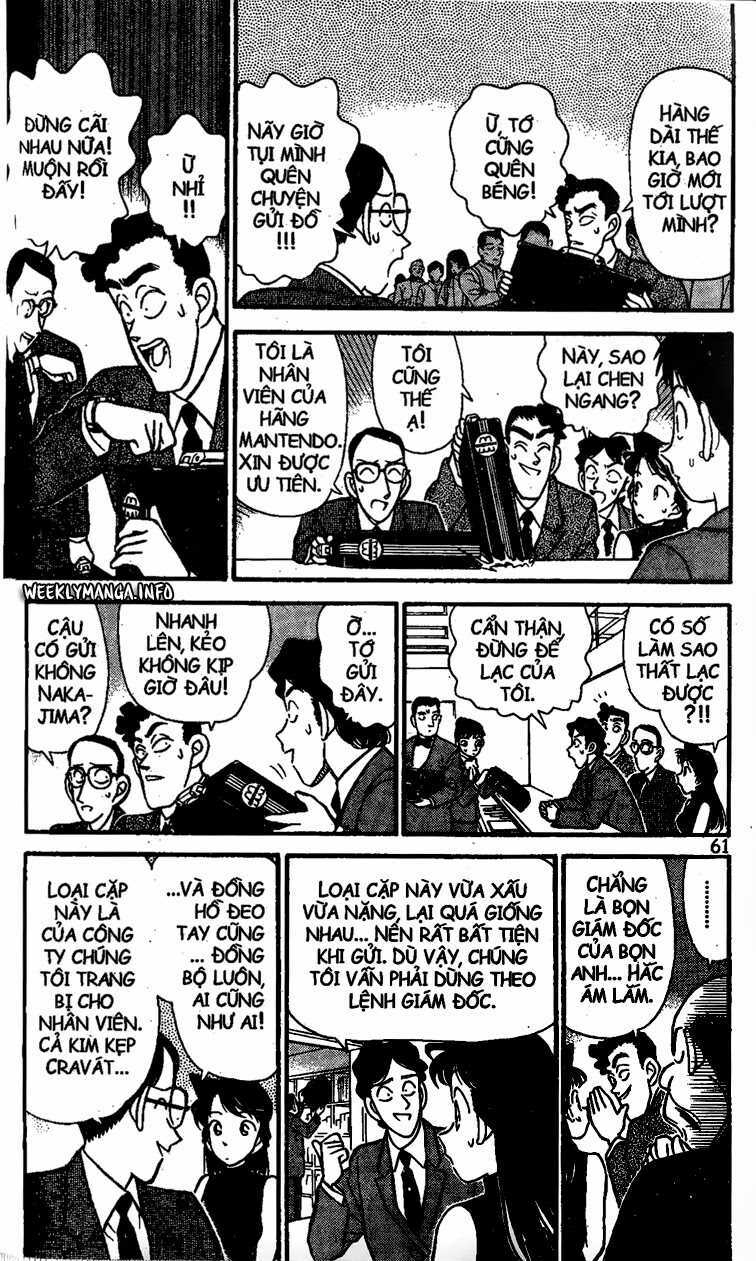 ĐỪNG CÃI
NHAU NỮA!
MUỘN RỒI
ĐẤY!
Ừ
NHỈ
!!
NÃY GIỜ
TỤI MÌNH
QUÊN
CHUYỆN
GỬI ĐỒ
!!!
Ừ, TỚ
CŨNG
QUÊN
BÉNG!
HÀNG
DÀI THẾ
KIA, BAO
GIỜ MỚI
TỚI LƯỢT
MÌNH?
TÔI LÀ
NHÂN
VIÊN CỦA
HÃNG
MANTENDO.
XIN ĐƯỢC
ƯU TIÊN.
TÔI
CŨNG
THẾ
Ạ!
NÀY, SAO
LẠI CHEN
NGANG?
WEEKLYMANGA.INFO
CẬU
CÓ GỬI
KHÔNG
NAKA-
JIMA?
NHANH
LÊN, KẺO
KHÔNG KỊP
GIỜ ĐÂU!
Ờ...
TỚ
GỬI
ĐÂY.
CẨN THẬN,
ĐỪNG ĐỂ
LẠC CỦA
TÔI.
CÓ SỐ
LÀM SAO
THẤT LẠC
ĐƯỢC
?!!
61
LOẠI CẶP
NÀY LÀ
CỦA CÔNG
TY CHÚNG
TÔI TRANG
BỊ CHO
NHÂN VIÊN.
CẢ KIM KẸP
CRAVÁT...
...VÀ ĐỒNG
HỒ ĐEO
TAY CŨNG
... ĐỒNG
BỘ LUÔN,
AI CŨNG
NHƯ AI!
LOẠI CẶP NÀY VỪA XẤU
VỪA NẶNG, LẠI QUÁ GIỐNG
NHAU... NÊN RẤT BẤT TIỆN
KHI GỬI. DÙ VẬY, CHÚNG
TÔI VẪN PHẢI DÙNG THEO
LỆNH GIÁM ĐỐC.
CHẲNG
LÀ BỌN
GIÁM ĐỐC
CỦA BỌN
ANH... HẮC
ÁM LẮM.
.........